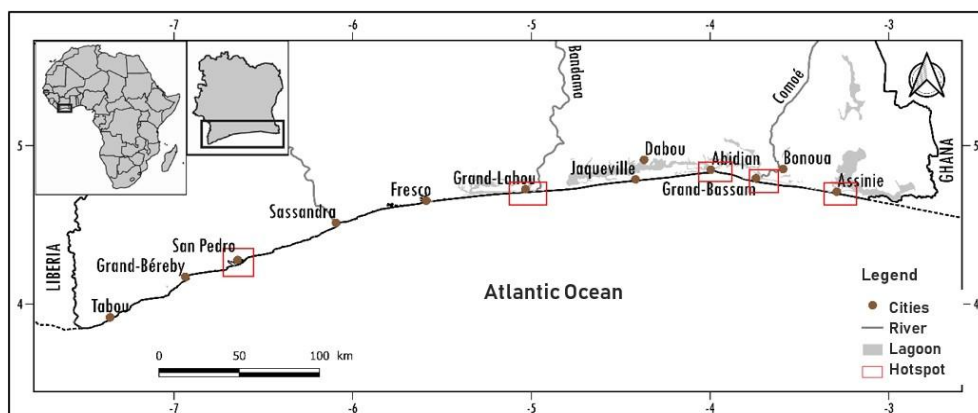 -7
-6
-5
-4
-3
Bandama
Comoé
5
5
Dabou
Abidjan
Bonoua
Jaqueville
Grand-Lahou
Fresco
Grand-Bassam
Assinie
GHANA
Sassandra
San Pedro
LIBERIA
Grand-Béreby
Tabou
4
4
Atlantic Ocean
Legend
Cities
River
Lagoon
Hotspot
0 50 100 km
-7
-6
-5
-4
-3